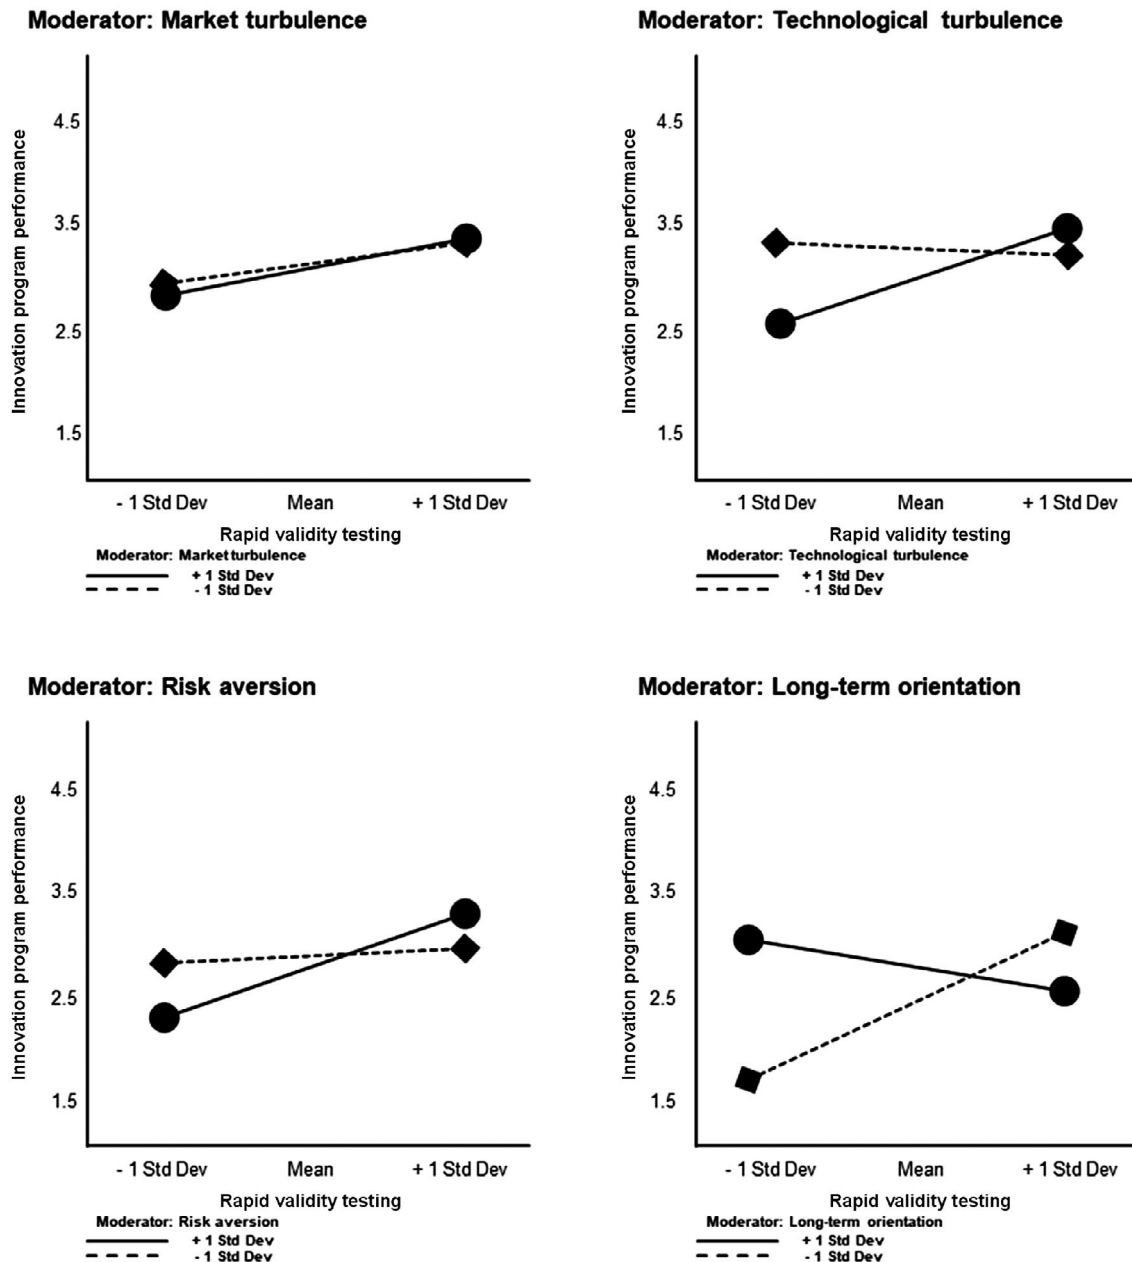 Moderator: Market turbulence
Innovation program performance
4.5
3.5
2.5
1.5
- 1 Std Dev Mean + 1 Std Dev
Rapid validity testing
Moderator: Market turbulence
+ 1 Std Dev
- 1 Std Dev
Moderator: Technological turbulence
Innovation program performance
4.5
3.5
2.5
1.5
- 1 Std Dev Mean + 1 Std Dev
Rapid validity testing
Moderator: Technological turbulence
+ 1 Std Dev
- 1 Std Dev
Moderator: Risk aversion
Innovation program performance
4.5
3.5
2.5
1.5
- 1 Std Dev Mean + 1 Std Dev
Rapid validity testing
Moderator: Risk aversion
+ 1 Std Dev
- 1 Std Dev
Moderator: Long-term orientation
Innovation program performance
4.5
3.5
2.5
1.5
- 1 Std Dev Mean + 1 Std Dev
Rapid validity testing
Moderator: Long-term orientation
+ 1 Std Dev
- 1 Std Dev